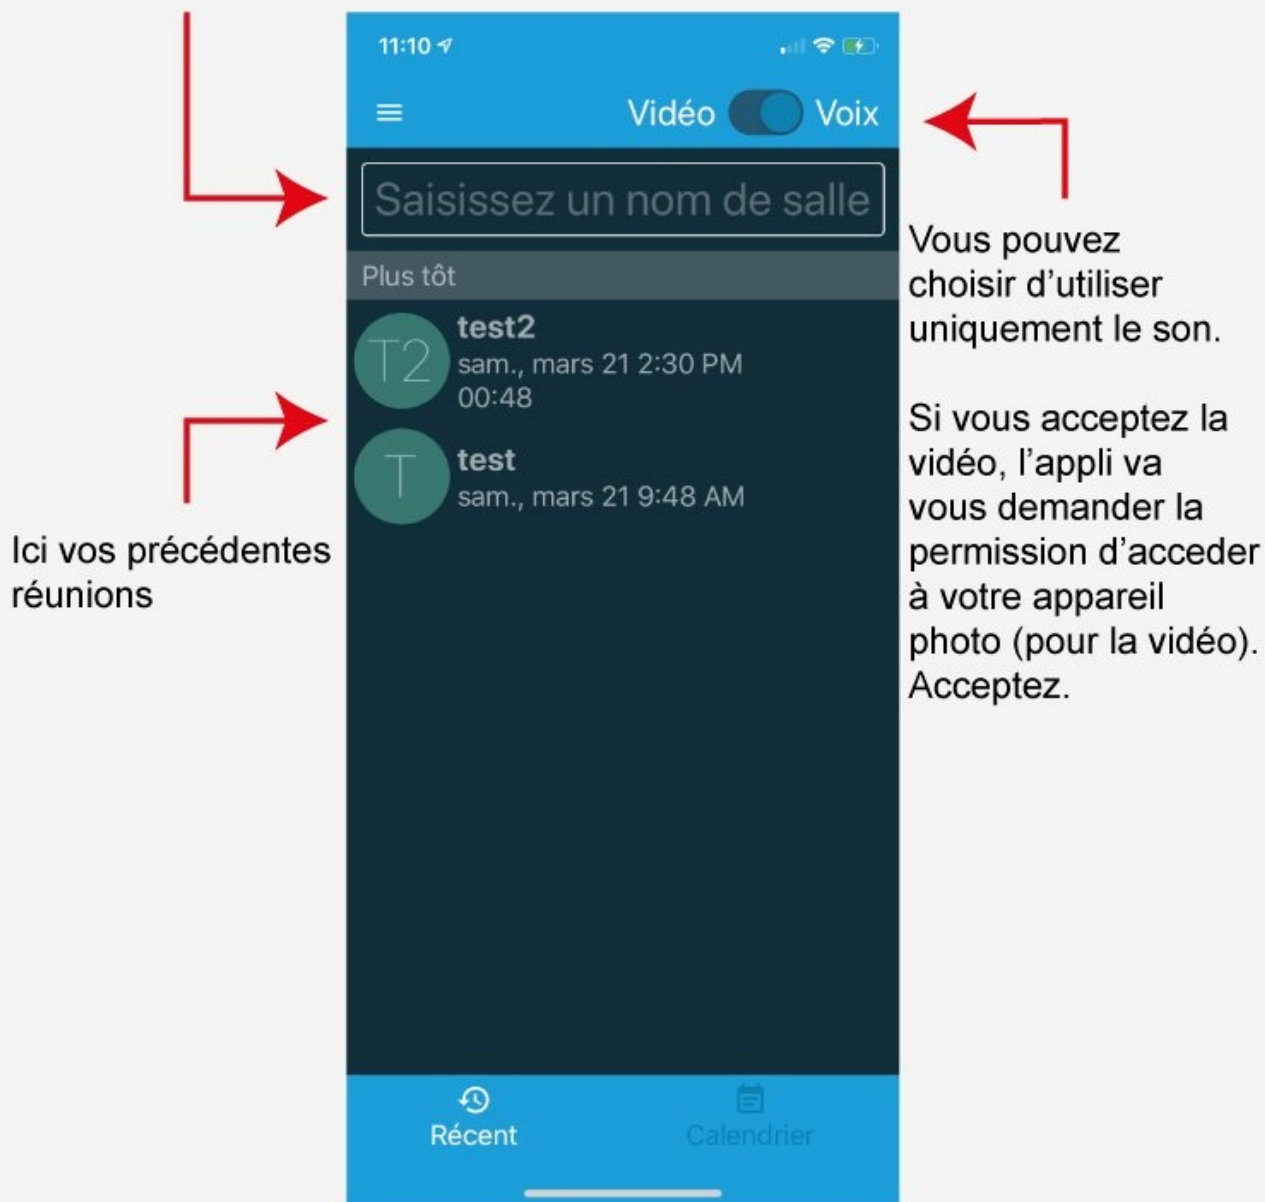 11:10
Vidéo Voix
Saisissez un nom de salle
Plus tôt
T2
test2
sam., mars 21 2:30 PM
00:48
T
test
sam., mars 21 9:48 AM
Récent
Calendrier
Ici vos précédentes
réunions
Vous pouvez
choisir d’utiliser
uniquement le son.
Si vous acceptez la
vidéo, l’appli va
vous demander la
permission d’acceder
à votre appareil
photo (pour la vidéo).
Acceptez.